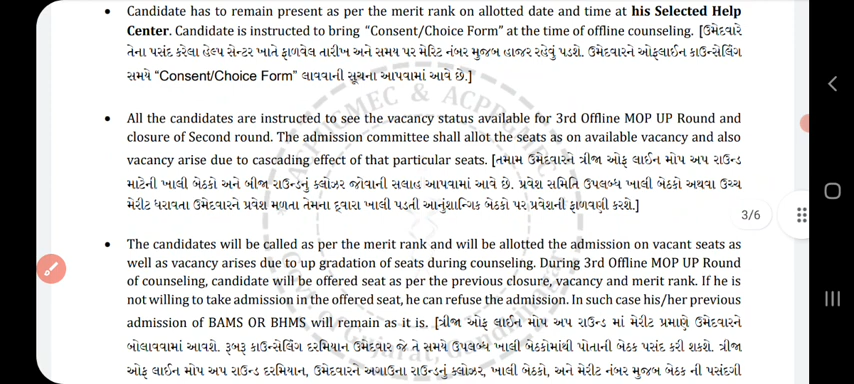 • Candidate has to remain present as per the merit rank on allotted date and time at his Selected Help
Center. Candidate is instructed to bring “Consent/Choice Form” at the time of offline counseling. [ઉમેદવારે
તેના પસંદ કરેલા હેલ્પ સેન્ટર ખાતે ફાળવેલ તારીખ અને સમય પર મેરિટ નંબર મુજબ હાજર રહેવું પડશે. ઉમેદવારને ઓફલાઈન કાઉન્સેલિંગ
સમયે “Consent/Choice Form” લાવવાની સૂચના આપવામાં આવે છે.]
• All the candidates are instructed to see the vacancy status available for 3rd Offline MOP UP Round and
closure of Second round. The admission committee shall allot the seats as on available vacancy and also
vacancy arise due to cascading effect of that particular seats. [તમામ ઉમેદવારને ત્રીજા ઓફ લાઈન મોપ અપ રાઉન્ડ
માટેની ખાલી બેઠકો અને બીજા રાઉન્ડનું ક્લોઝર જોવાની સલાહ આપવામાં આવે છે. પ્રવેશ સમિતિ ઉપલબ્ધ ખાલી બેઠકો અથવા ઉચ્ચ
મેરીટ ધરાવતા ઉમેદવારને પ્રવેશ મળતા તેમના દ્વારા ખાલી પડતી આનુંશાન્ગિક બેઠકો પર પ્રવેશની ફાળવણી કરશે.]
3/6
• The candidates will be called as per the merit rank and will be allotted the admission on vacant seats as
well as vacancy arises due to up gradation of seats during counseling. During 3rd Offline MOP UP Round
of counseling, candidate will be offered seat as per the previous closure, vacancy and merit rank. If he is
not willing to take admission in the offered seat, he can refuse the admission. In such case his/her previous
admission of BAMS OR BHMS will remain as it is. [ત્રીજા ઓફ લાઈન મોપ અપ રાઉન્ડ માં મેરીટ પ્રમાણે ઉમેદવારને
બોલાવવામાં આવશે. રૂબરૂ કાઉન્સેલિંગ દરમિયાન ઉમેદવાર જે તે સમયે ઉપલબ્ધ ખાલી બેઠકોમાંથી પોતાની બેઠક પસંદ કરી શકશે. ત્રીજા
ઓફ લાઈન મોપ અપ રાઉન્ડ દરમિયાન, ઉમેદવારને અગાઉના રાઉન્ડનું ક્લોઝર, ખાલી બેઠકો, અને મેરીટ નંબર મુજબ બેઠક ની પસંદગી